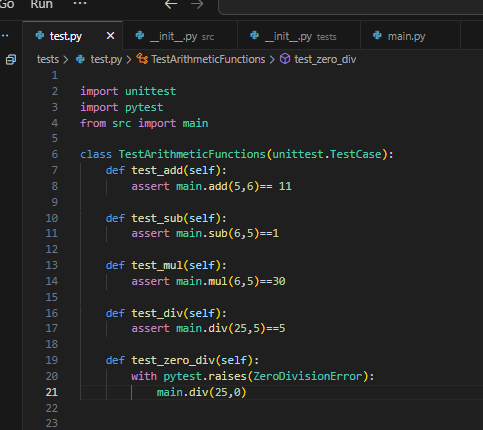 Go Run ···
test.py × __init__.py src __init__.py tests main.py
tests > test.py > TestArithmeticFunctions > test_zero_div
1
2 import unittest
3 import pytest
4 from src import main
5
6 class TestArithmeticFunctions(unittest.TestCase):
7 def test_add(self):
8 assert main.add(5,6)== 11
9
10 def test_sub(self):
11 assert main.sub(6,5)==1
12
13 def test_mul(self):
14 assert main.mul(6,5)==30
15
16 def test_div(self):
17 assert main.div(25,5)==5
18
19 def test_zero_div(self):
20 with pytest.raises(ZeroDivisionError):
21 main.div(25,0)
22
23